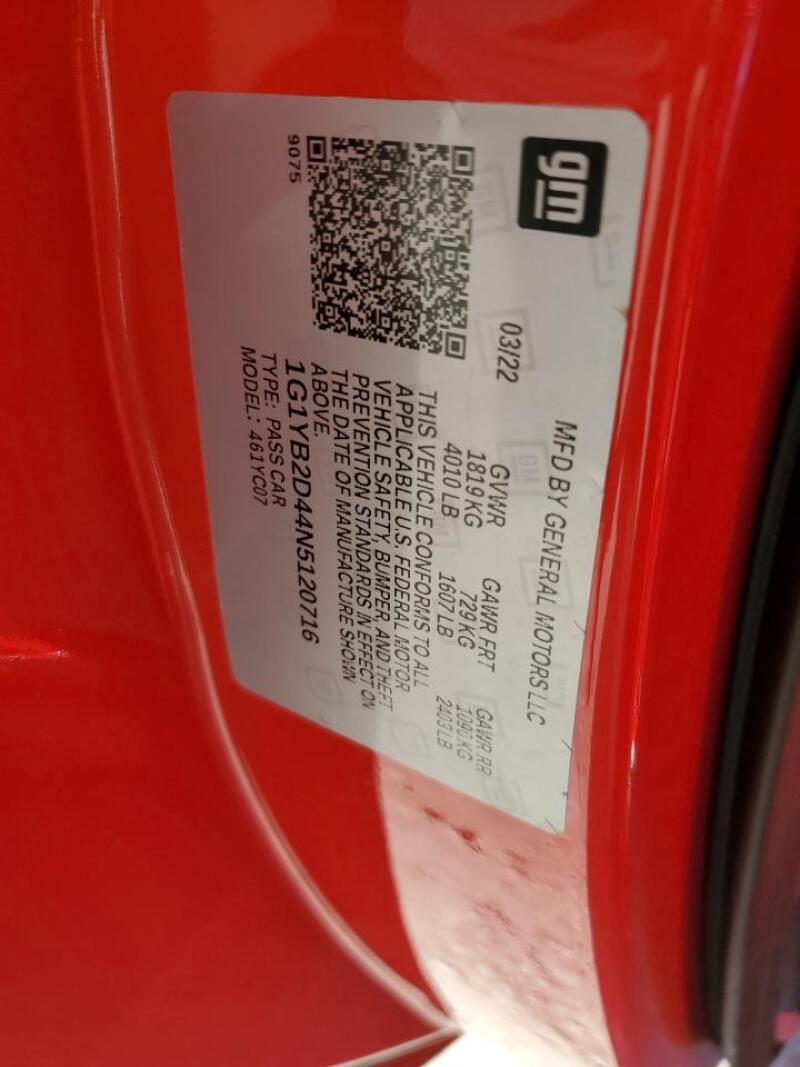 gm
MFD BY GENERAL MOTORS LLC
03/22
GVWR GAWR FRT GAWR RR
1819 KG 729 KG 1090 KG
4010 LB 1607 LB 2403 LB
THIS VEHICLE CONFORMS TO ALL
APPLICABLE U.S. FEDERAL MOTOR
VEHICLE SAFETY, BUMPER, AND THEFT
PREVENTION STANDARDS IN EFFECT ON
THE DATE OF MANUFACTURE SHOWN
ABOVE.
1G1YB2D44N5120716
TYPE: PASS CAR
MODEL: 461YC07
9075